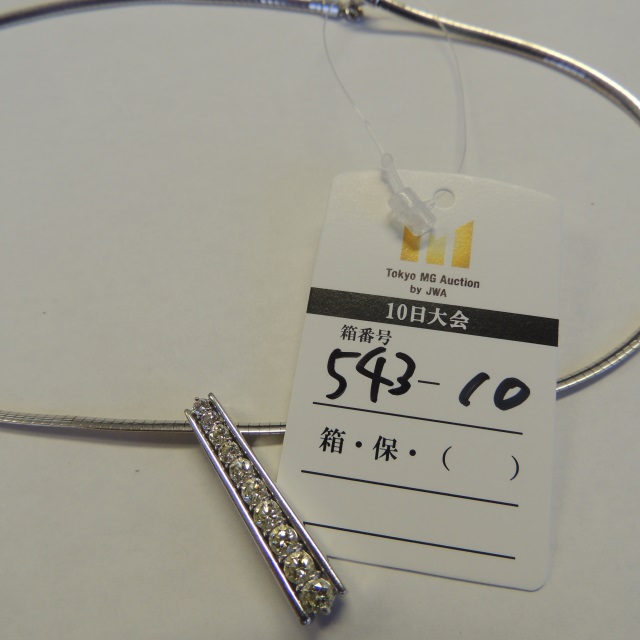 Tokyo MG Auction
by JWA
10日大会
箱番号
543-10
箱・保・（　　）